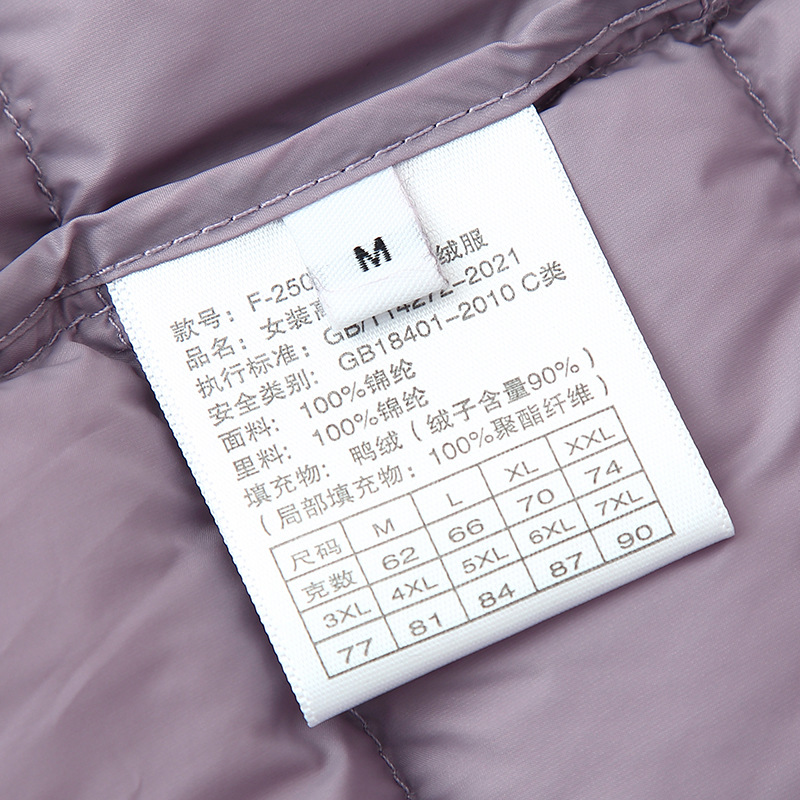 M
款号：F-250
品名：女装 绒服
执行标准：GB/T14272-2021
安全类别：GB18401-2010 C类
面料：100%锦纶
里料：100%锦纶
填充物：鸭绒（绒子含量90%）
（局部填充物：100%聚酯纤维）
尺码 M L XL XXL
克数 62 66 70 74
3XL 4XL 5XL 6XL 7XL
77 81 84 87 90